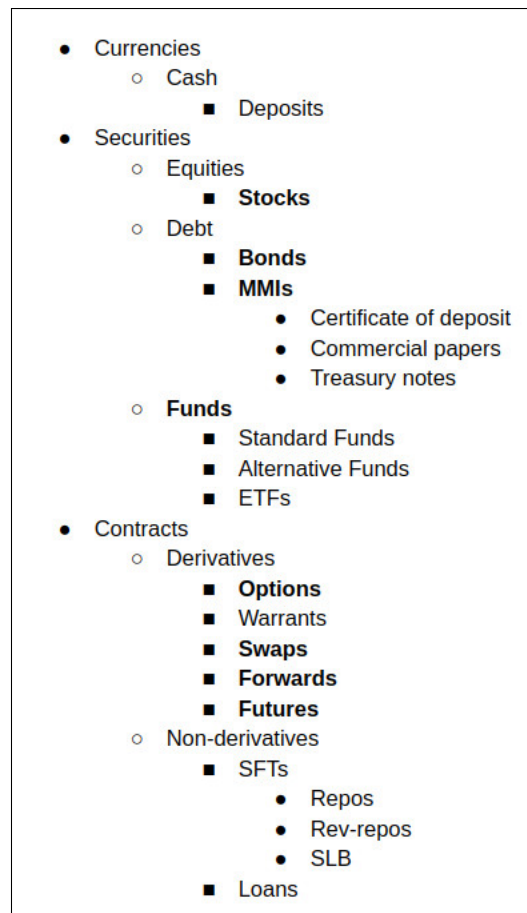 ● Currencies
○ Cash
■ Deposits
● Securities
○ Equities
■ Stocks
○ Debt
■ Bonds
■ MMIs
● Certificate of deposit
● Commercial papers
● Treasury notes
○ Funds
■ Standard Funds
■ Alternative Funds
■ ETFs
● Contracts
○ Derivatives
■ Options
■ Warrants
■ Swaps
■ Forwards
■ Futures
○ Non-derivatives
■ SFTs
● Repos
● Rev-repos
● SLB
■ Loans